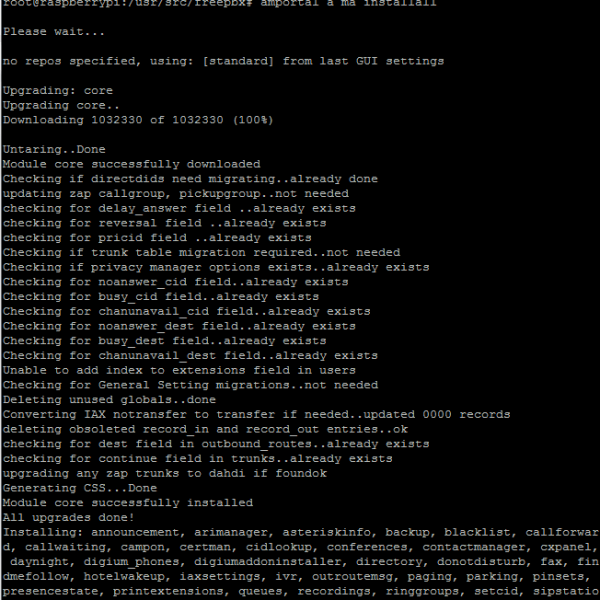 root@raspberrypi:/usr/src/freepbx# amportal a ma installall
Please wait...
no repos specified, using: [standard] from last GUI settings
Upgrading: core
Upgrading core..
Downloading 1032330 of 1032330 (100%)
Untaring..Done
Module core successfully downloaded
Checking if directdids need migrating..already done
updating zap callgroup, pickupgroup..not needed
checking for delay_answer field ..already exists
checking for reversal field ..already exists
checking for pricid field ..already exists
Checking if trunk table migration required..not needed
Checking if privacy manager options exists..already exists
Checking for noanswer_cid field..already exists
Checking for busy_cid field..already exists
Checking for chanunavail_cid field..already exists
Checking for noanswer_dest field..already exists
Checking for busy_dest field..already exists
Checking for chanunavail_dest field..already exists
Unable to add index to extensions field in users
Checking for General Setting migrations..not needed
Deleting unused globals..done
Converting IAX notransfer to transfer if needed..updated 0000 records
deleting obsoleted record_in and record_out entries..ok
checking for dest field in outbound_routes..already exists
checking for continue field in trunks..already exists
upgrading any zap trunks to dahdi if foundok
Generating CSS...Done
Module core successfully installed
All upgrades done!
Installing: announcement, arimanager, asteriskinfo, backup, blacklist, callforwar
d, callwaiting, campon, certman, cidlookup, conferences, contactmanager, cxpanel,
daynight, digium_phones, digiumaddoninstaller, directory, donotdisturb, fax, fin
dmefollow, hotelwakeup, iaxsettings, ivr, outroutemsg, paging, parking, pinsets,
presencestate, printextensions, queues, recordings, ringgroups, setcid, sipstatio